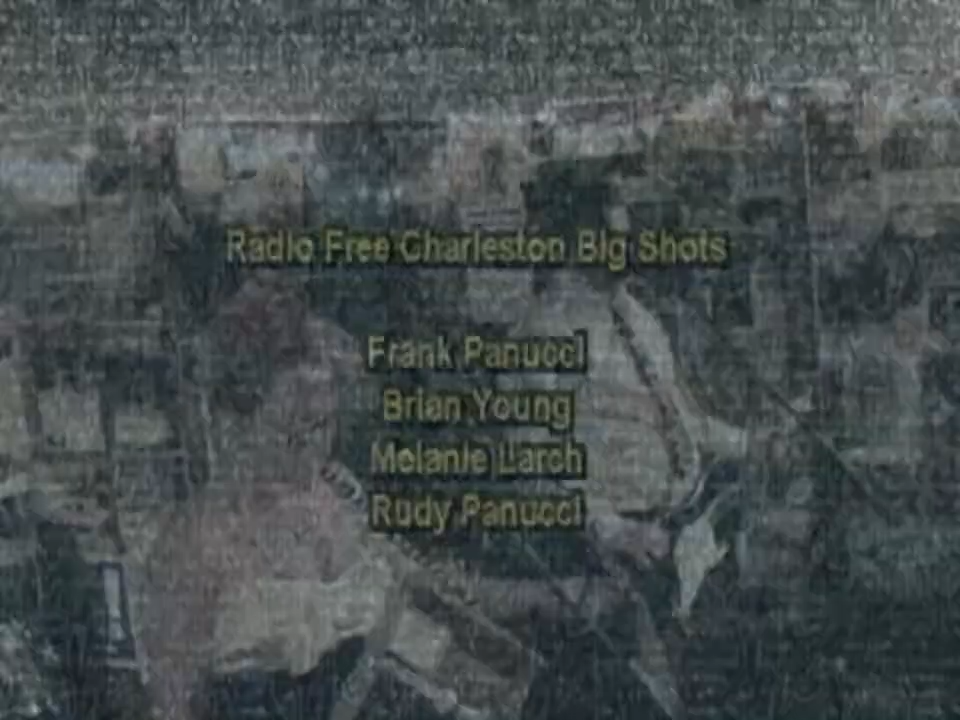 Radio Free Charleston Big Shots
Frank Panucci
Brian Young
Melanie Larch
Rudy Panucci